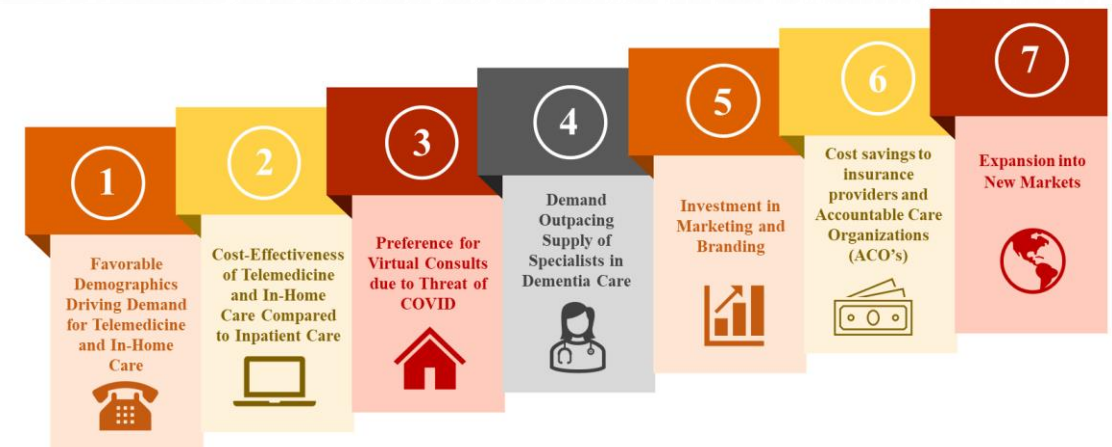 1
Favorable
Demographics
Driving Demand
for Telemedicine
and In-Home
Care
2
Cost-Effectiveness
of Telemedicine
and In-Home
Care Compared
to Inpatient Care
3
Preference for
Virtual Consults
due to Threat of
COVID
4
Demand
Outpacing
Supply of
Specialists in
Dementia Care
5
Investment in
Marketing and
Branding
6
Cost savings to
insurance
providers and
Accountable Care
Organizations
(ACO's)
7
Expansion into
New Markets